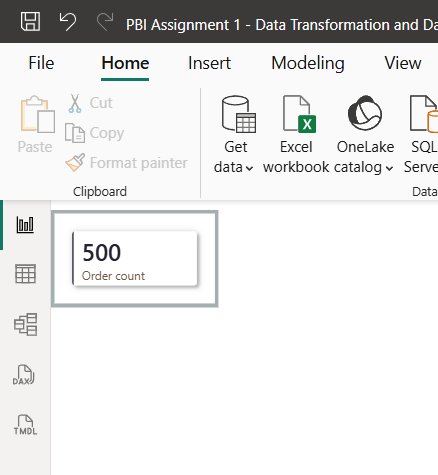 PBI Assignment 1 - Data Transformation and Da
File Home Insert Modeling View
Paste
Cut
Copy
Format painter
Clipboard
Get
data
Excel
workbook
OneLake
catalog
SQL
Serve
Data
500
Order count
DAX
TMDL